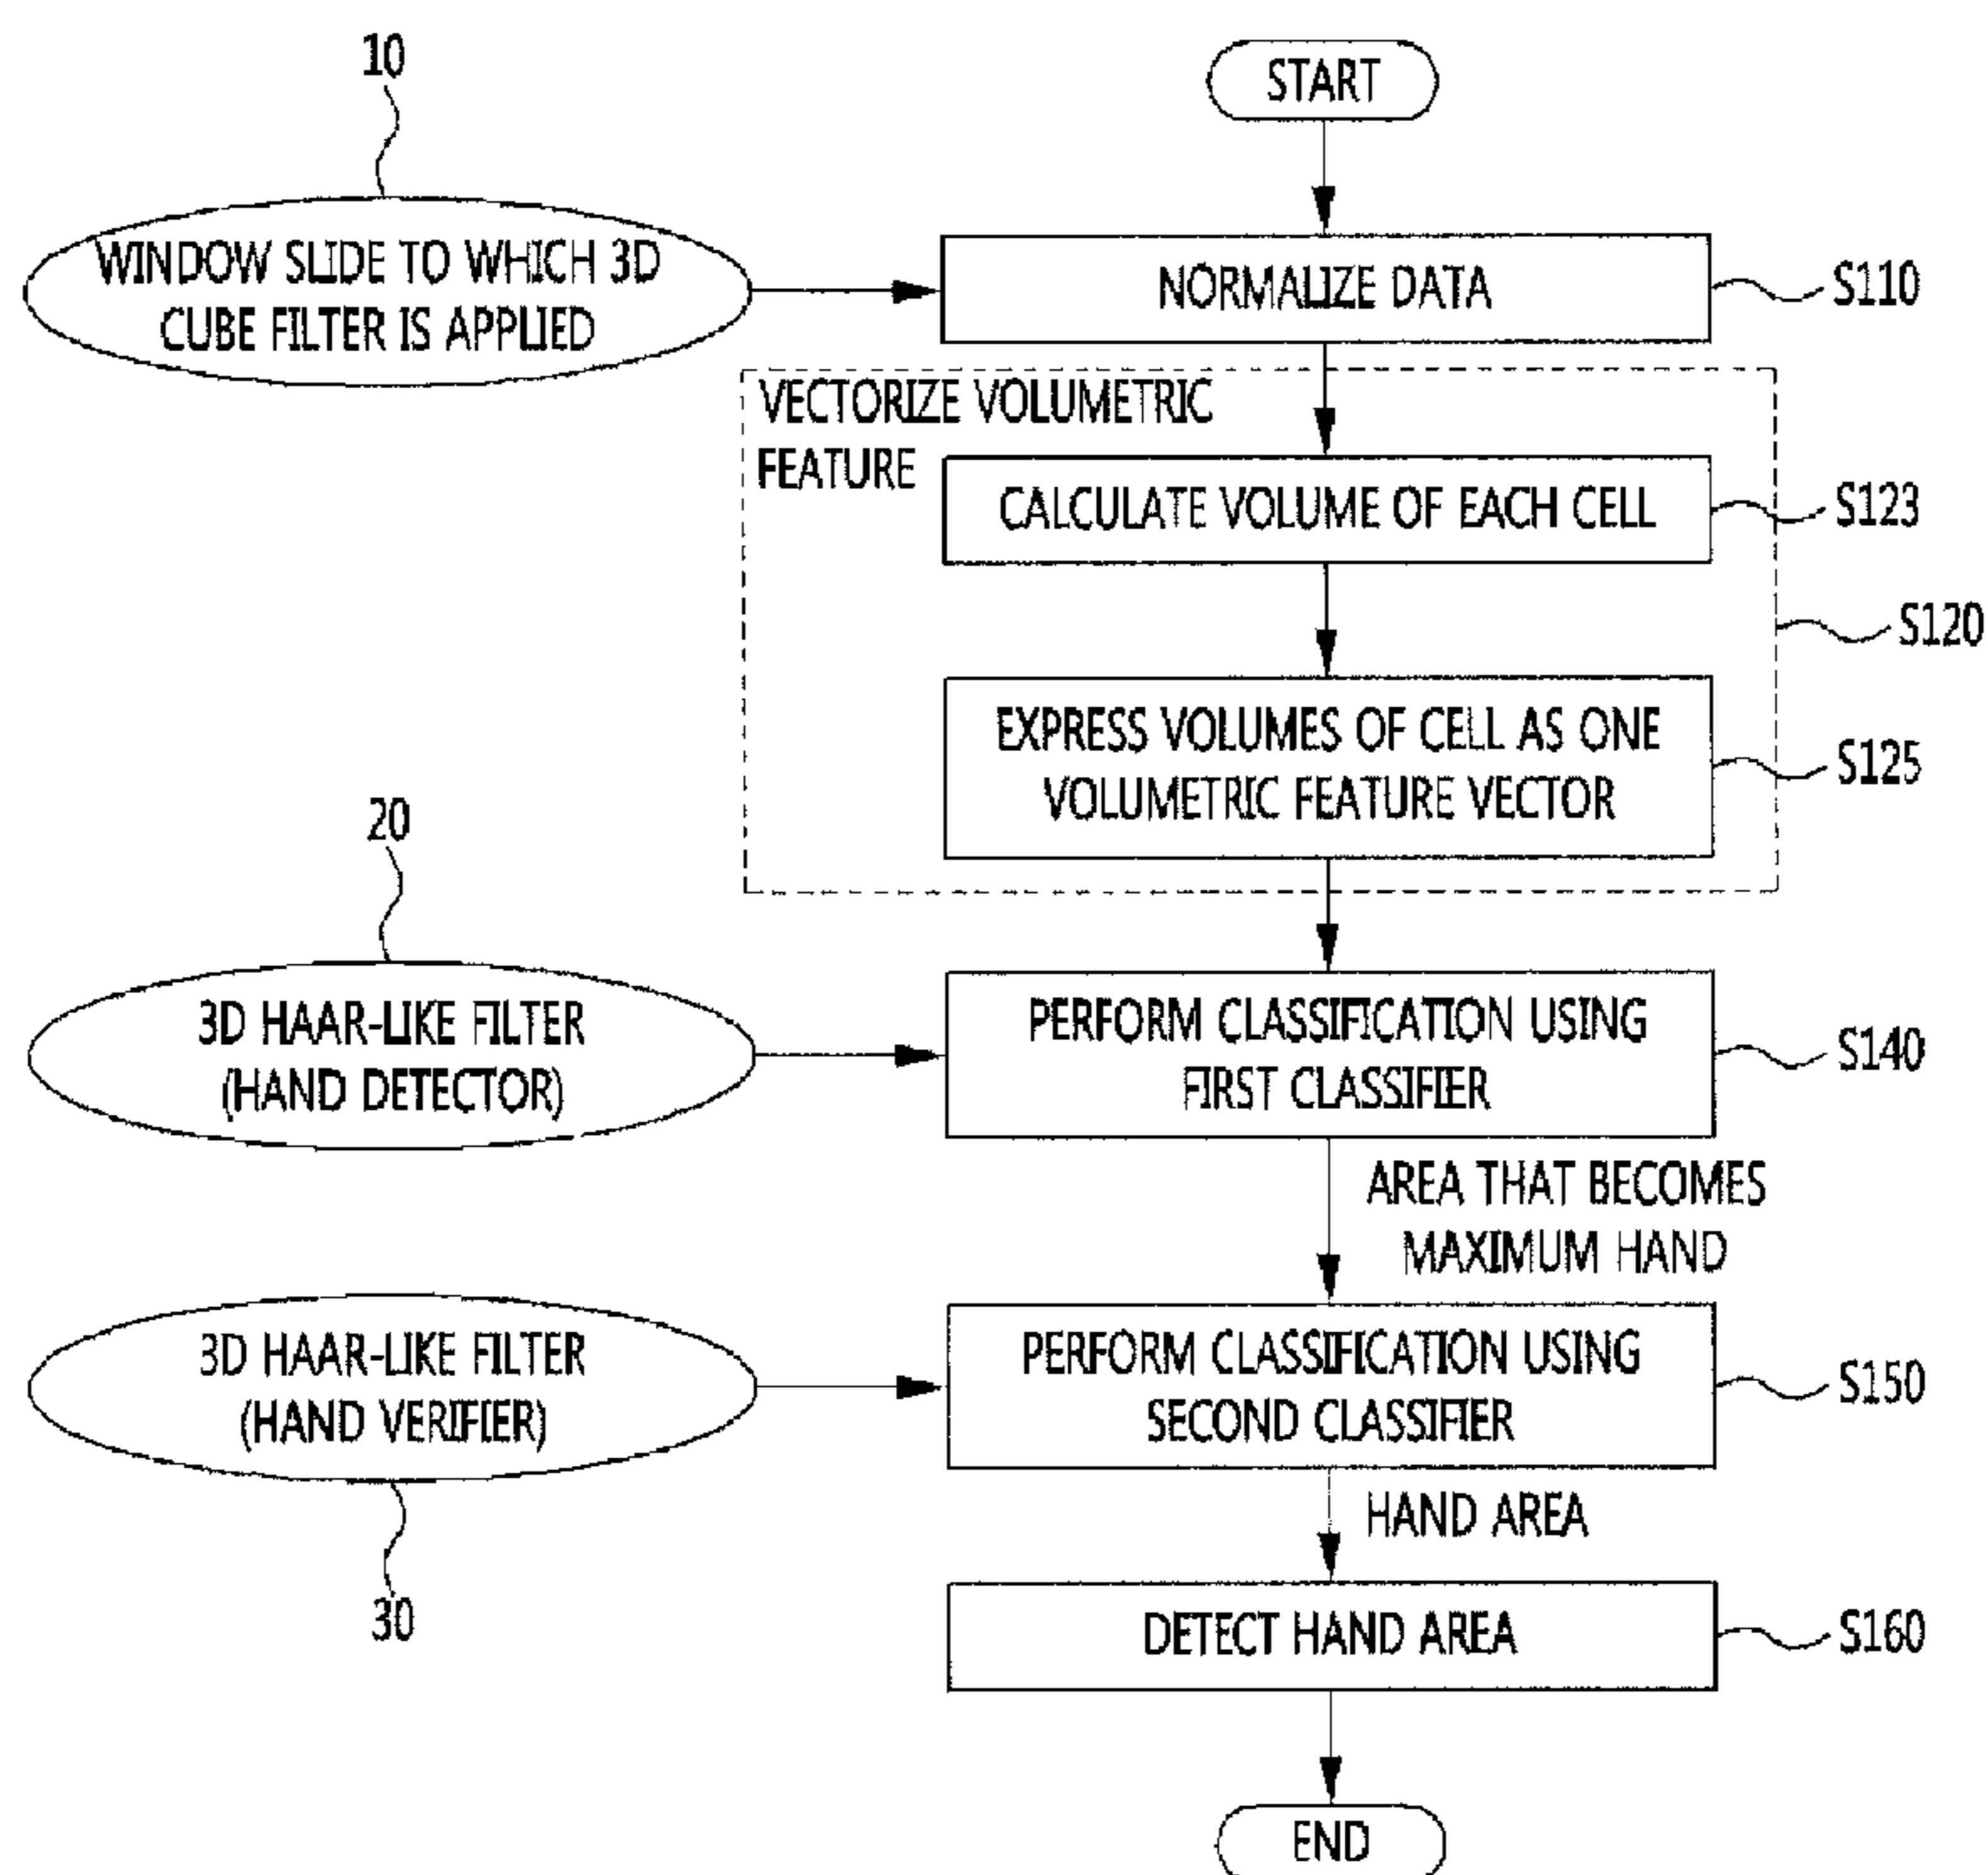 10
START
WINDOW SLIDE TO WHICH 3D
CUBE FILTER IS APPLIED
NORMALIZE DATA
S110
VECTORIZE VOLUMETRIC
FEATURE
CALCULATE VOLUME OF EACH CELL
S123
S120
EXPRESS VOLUMES OF CELL AS ONE
VOLUMETRIC FEATURE VECTOR
S125
20
3D HAAR-LIKE FILTER
(HAND DETECTOR)
PERFORM CLASSIFICATION USING
FIRST CLASSIFIER
S140
AREA THAT BECOMES
MAXIMUM HAND
3D HAAR-LIKE FILTER
(HAND VERIFIER)
30
PERFORM CLASSIFICATION USING
SECOND CLASSIFIER
S150
HAND AREA
DETECT HAND AREA
S160
END